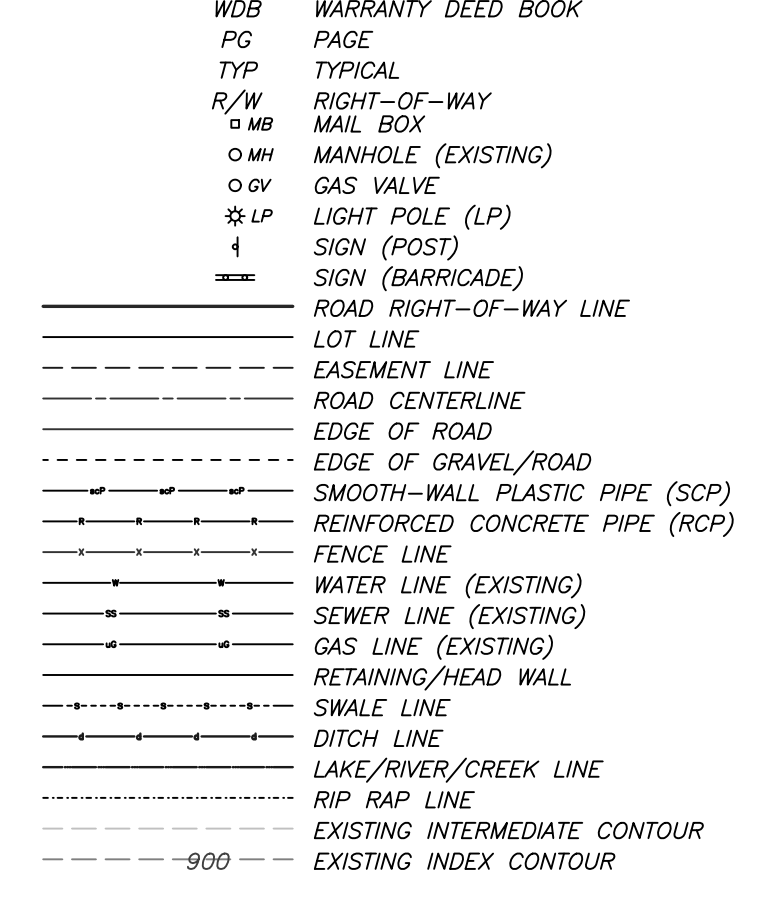 WDB WARRANTY DEED BOOK
PG PAGE
TYP TYPICAL
R/W RIGHT-OF-WAY
MB MAIL BOX
MH MANHOLE (EXISTING)
GV GAS VALVE
LP LIGHT POLE (LP)
SIGN (POST)
SIGN (BARRICADE)
ROAD RIGHT-OF-WAY LINE
LOT LINE
EASEMENT LINE
ROAD CENTERLINE
EDGE OF ROAD
EDGE OF GRAVEL/ROAD
scP scP scP SMOOTH-WALL PLASTIC PIPE (SCP)
R R R R REINFORCED CONCRETE PIPE (RCP)
X X X X FENCE LINE
W W WATER LINE (EXISTING)
SS SS SEWER LINE (EXISTING)
uG uG GAS LINE (EXISTING)
RETAINING/HEAD WALL
S S S S S SWALE LINE
d d d d DITCH LINE
LAKE/RIVER/CREEK LINE
RIP RAP LINE
EXISTING INTERMEDIATE CONTOUR
900 EXISTING INDEX CONTOUR